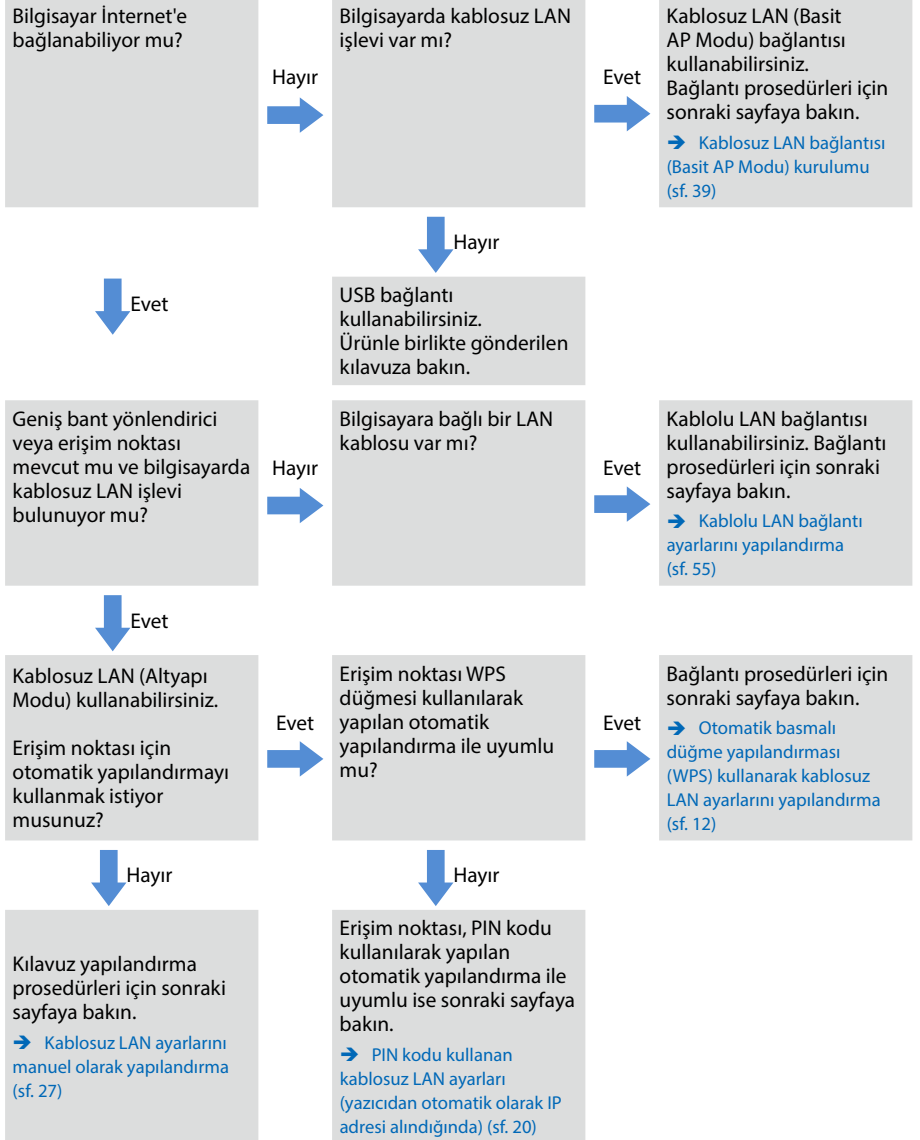 Bilgisayar İnternet'e
bağlanabiliyor mu?
Hayır
Bilgisayarda kablosuz LAN
işlevi var mı?
Evet
Kablosuz LAN (Basit
AP Modu) bağlantısı
kullanabilirsiniz.
Bağlantı prosedürleri için
sonraki sayfaya bakın.
➔ Kablosuz LAN bağlantısı
(Basit AP Modu) kurulumu
(sf. 39)
Evet
Hayır
USB bağlantı
kullanabilirsiniz.
Ürünle birlikte gönderilen
kılavuza bakın.
Geniş bant yönlendirici
veya erişim noktası
mevcut mu ve bilgisayarda
kablosuz LAN işlevi
bulunuyor mu?
Hayır
Bilgisayara bağlı bir LAN
kablosu var mı?
Evet
Kablolu LAN bağlantısı
kullanabilirsiniz. Bağlantı
prosedürleri için sonraki
sayfaya bakın.
➔ Kablolu LAN bağlantı
ayarlarını yapılandırma
(sf. 55)
Evet
Kablosuz LAN (Altyapı
Modu) kullanabilirsiniz.
Erişim noktası için
otomatik yapılandırmayı
kullanmak istiyor
musunuz?
Evet
Erişim noktası WPS
düğmesi kullanılarak
yapılan otomatik
yapılandırma ile uyumlu
mu?
Evet
Bağlantı prosedürleri için
sonraki sayfaya bakın.
➔ Otomatik basmalı
düğme yapılandırması
(WPS) kullanarak kablosuz
LAN ayarlarını yapılandırma
(sf. 12)
Hayır
Hayır
Kılavuz yapılandırma
prosedürleri için sonraki
sayfaya bakın.
➔ Kablosuz LAN ayarlarını
manuel olarak yapılandırma
(sf. 27)
Erişim noktası, PIN kodu
kullanılarak yapılan
otomatik yapılandırma ile
uyumlu ise sonraki sayfaya
bakın.
➔ PIN kodu kullanan
kablosuz LAN ayarları
(yazıcıdan otomatik olarak IP
adresi alındığında) (sf. 20)